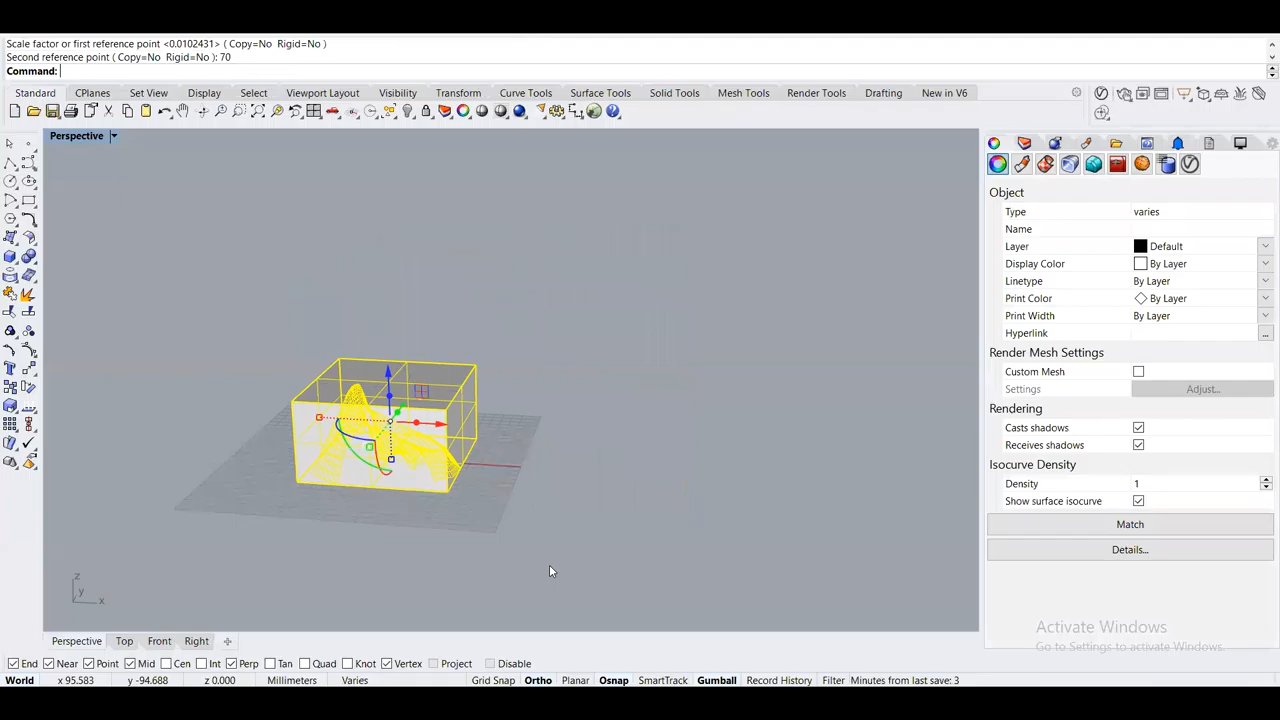 Scale factor or first reference point <0.0102431> ( Copy=No  Rigid=No )
Second reference point ( Copy=No  Rigid=No ): 70
Command:
Standard CPlanes Set View Display Select Viewport Layout Visibility Transform Curve Tools Surface Tools Solid Tools Mesh Tools Render Tools Drafting New in V6
Perspective
Object
Type varies
Name
Layer Default
Display Color By Layer
Linetype By Layer
Print Color By Layer
Print Width By Layer
Hyperlink ...
Render Mesh Settings
Custom Mesh
Settings Adjust...
Rendering
Casts shadows
Receives shadows
Isocurve Density
Density 1
Show surface isocurve
Match
Details...
z
y
x
Activate Windows
Go to Settings to activate Windows.
Perspective Top Front Right
End Near Point Mid Cen Int Perp Tan Quad Knot Vertex Project Disable
World x 95.583 y -94.688 z 0.000 Millimeters Varies Grid Snap Ortho Planar Osnap SmartTrack Gumball Record History Filter Minutes from last save: 3